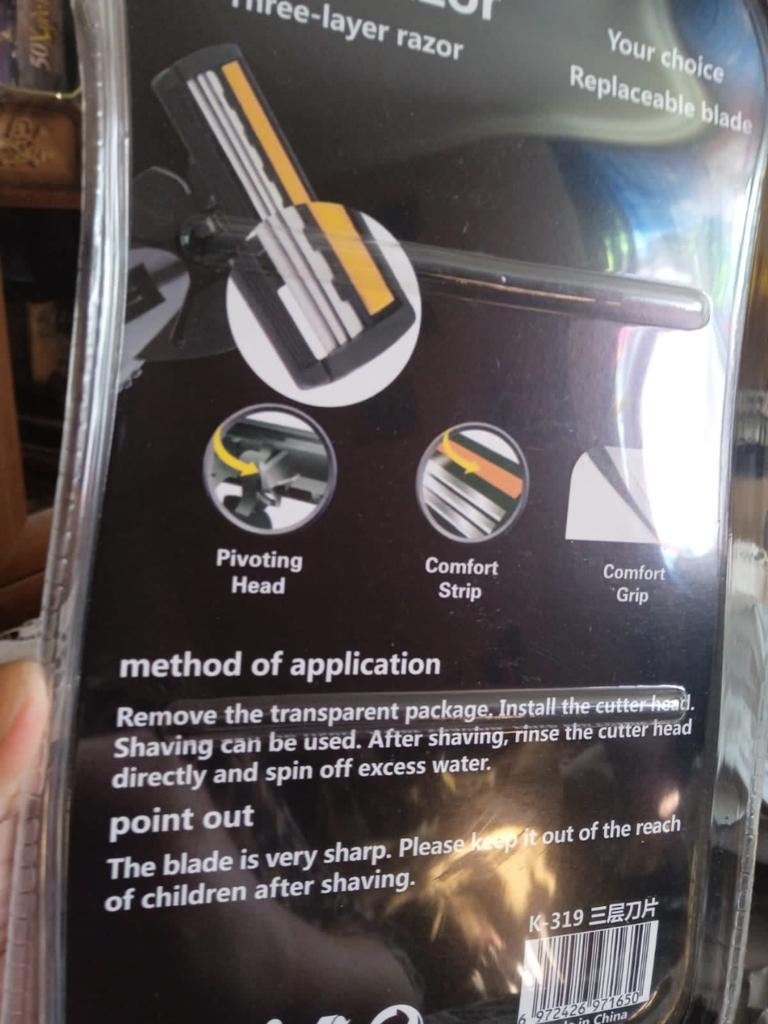 Three-layer razor
Your choice
Replaceable blade
Pivoting
Head
Comfort
Strip
Comfort
Grip
method of application
Remove the transparent package. Install the cutter head.
Shaving can be used. After shaving, rinse the cutter head
directly and spin off excess water.
point out
The blade is very sharp. Please keep it out of the reach
of children after shaving.
K-319 三层刀片
6 972426 971650
in China